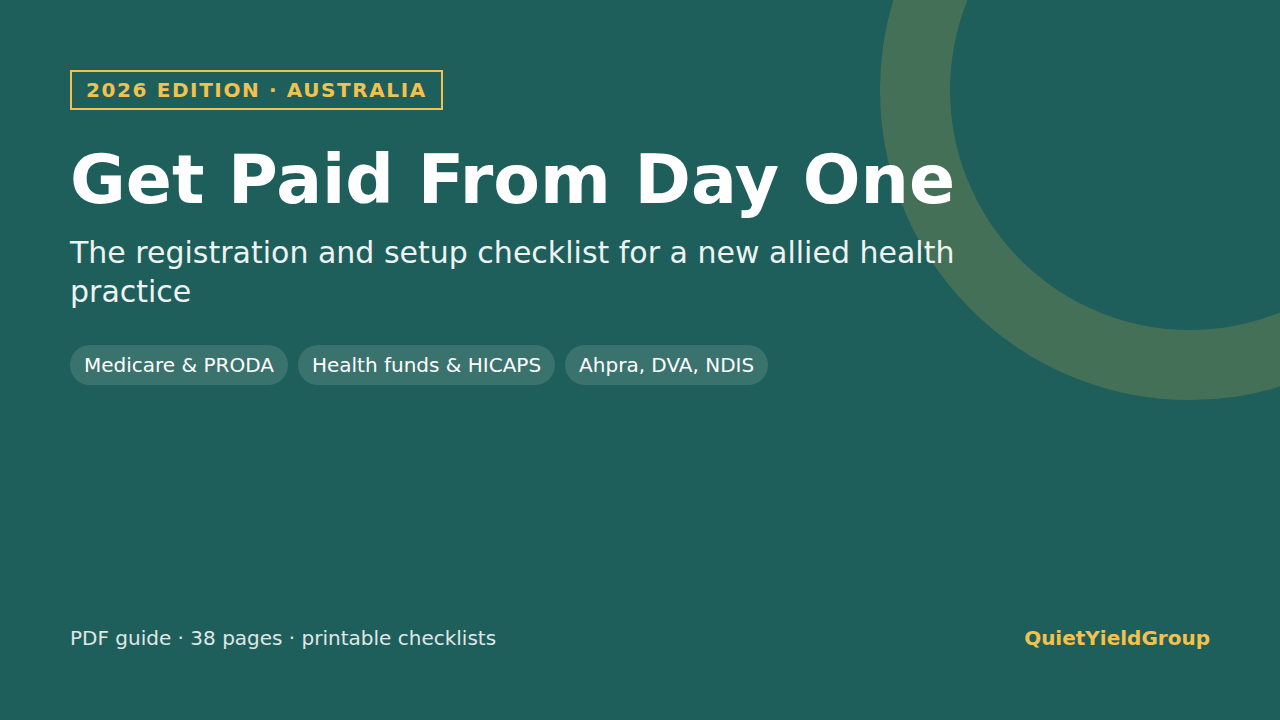 2026 EDITION · AUSTRALIA
Get Paid From Day One
The registration and setup checklist for a new allied health
practice
Medicare & PRODA
Health funds & HICAPS
Ahpra, DVA, NDIS
PDF guide · 38 pages · printable checklists
QuietYieldGroup